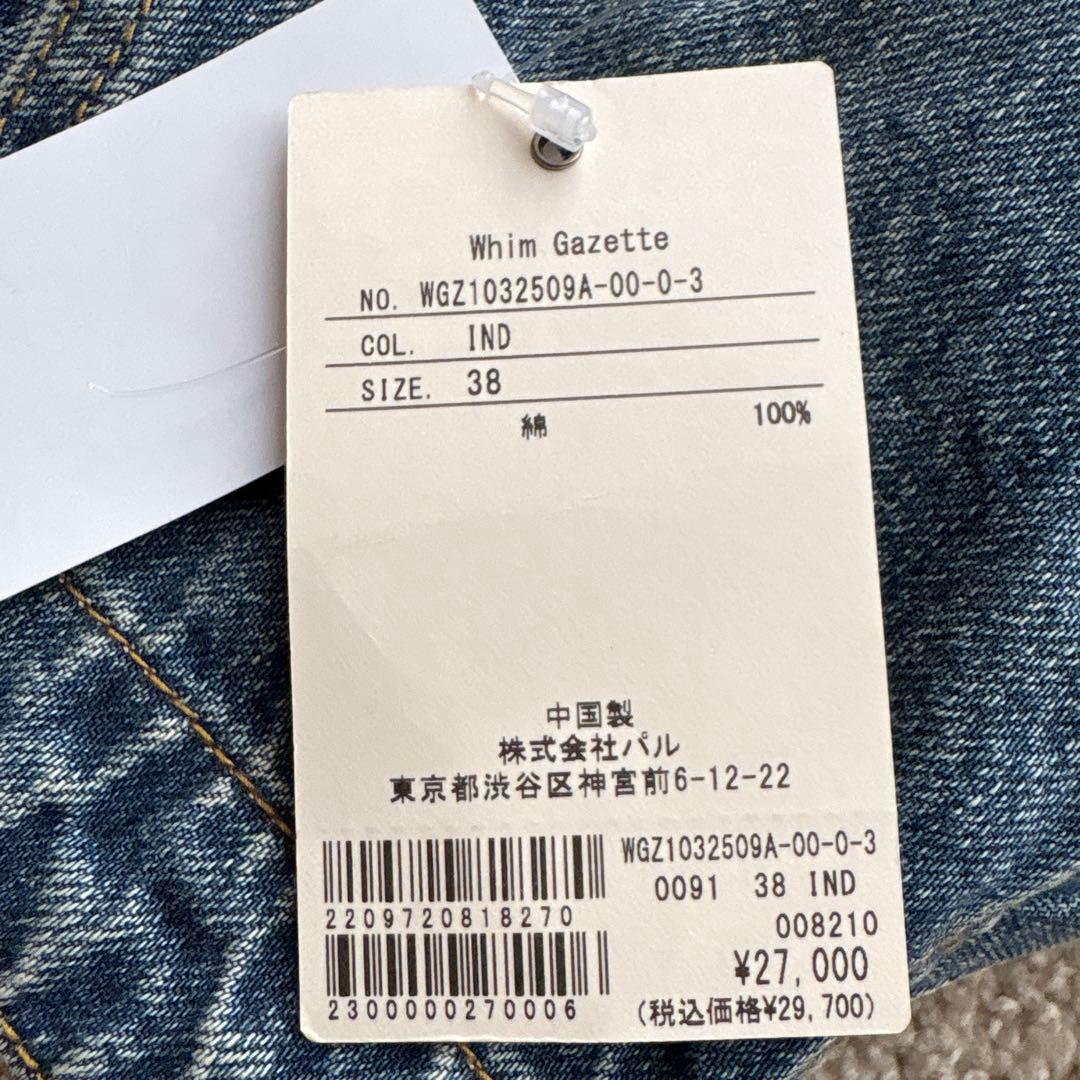 Whim Gazette
NO. WGZ1032509A-00-0-3
COL. IND
SIZE. 38
綿 100%
中国製
株式会社パル
東京都渋谷区神宮前6-12-22
WGZ1032509A-00-0-3
0091 38 IND
2209720818270
008210
¥27,000
2300000270006
(税込価格¥29,700)